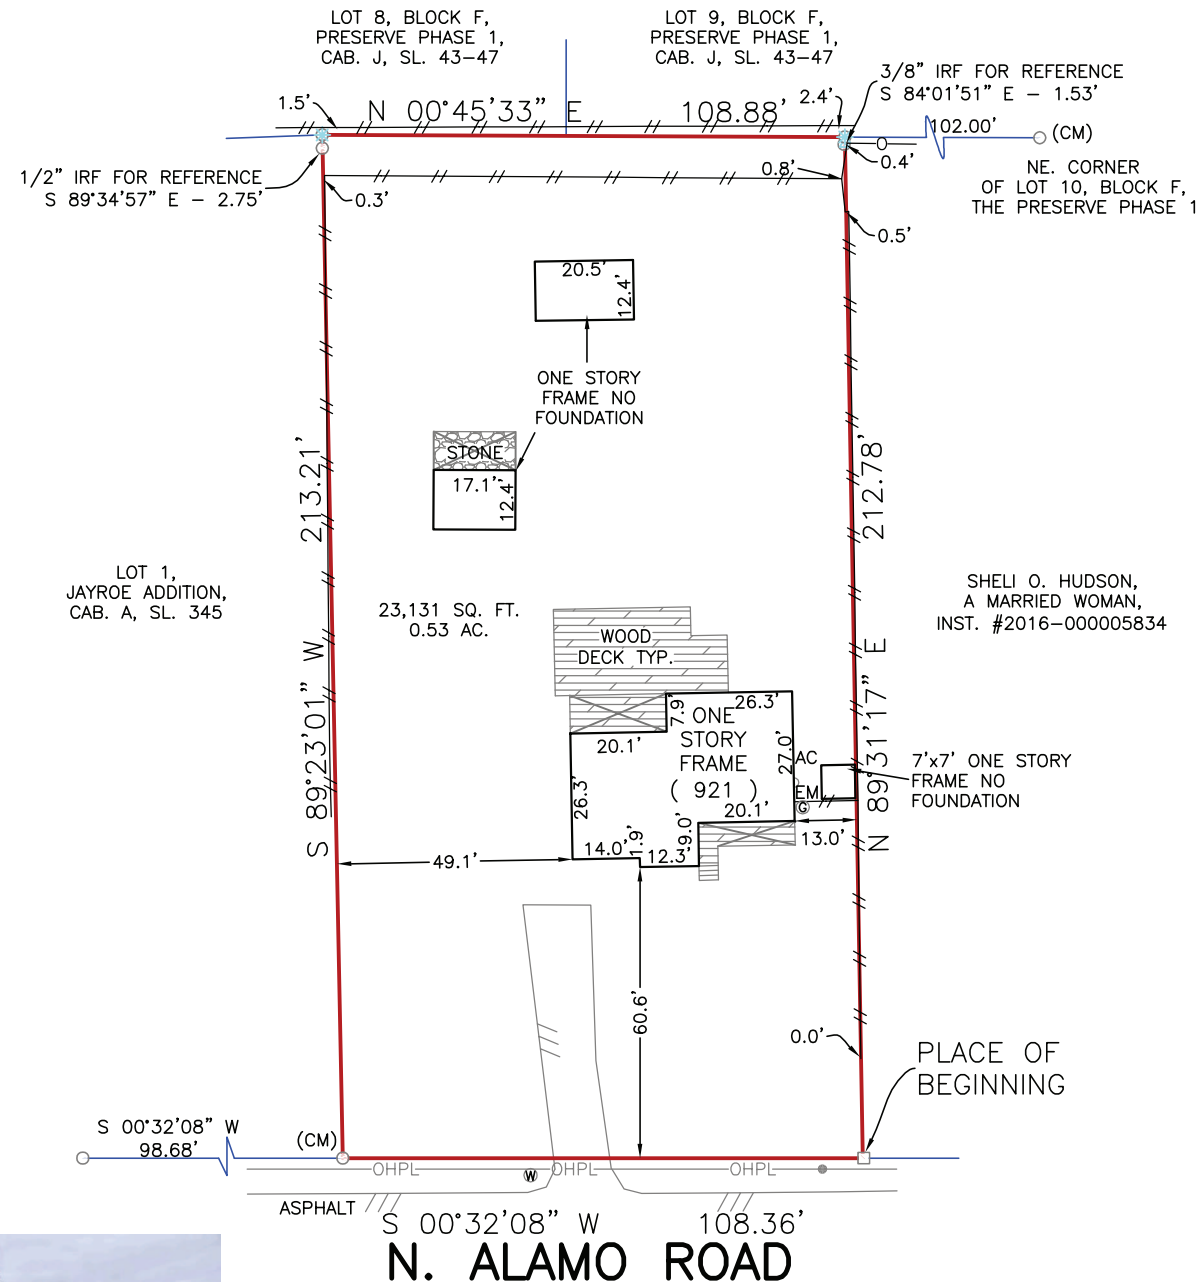 LOT 8, BLOCK F,
PRESERVE PHASE 1,
CAB. J, SL. 43-47
LOT 9, BLOCK F,
PRESERVE PHASE 1,
CAB. J, SL. 43-47
3/8" IRF FOR REFERENCE
S 84°01'51" E - 1.53'
1.5'
N 00°45'33" E 108.88'
2.4'
102.00'
(CM)
0.4'
0.8'
NE. CORNER
OF LOT 10, BLOCK F,
THE PRESERVE PHASE 1
1/2" IRF FOR REFERENCE
S 89°34'57" E - 2.75'
0.3'
0.5'
20.5'
12.4'
ONE STORY
FRAME NO
FOUNDATION
STONE
17.1'
12.4'
S 89°23'01" W 213.21'
N 89°31'17" E 212.78'
LOT 1,
JAYROE ADDITION,
CAB. A, SL. 345
23,131 SQ. FT.
0.53 AC.
SHELI O. HUDSON,
A MARRIED WOMAN,
INST. #2016-000005834
WOOD
DECK TYP.
26.3'
7.9'
ONE
STORY
FRAME
( 921 )
20.1'
27.0'
AC
EM
G
7'x7' ONE STORY
FRAME NO
FOUNDATION
26.3'
20.1'
9.0'
1.9'
14.0'
12.3'
13.0'
49.1'
60.6'
0.0'
PLACE OF
BEGINNING
S 00°32'08" W
98.68'
(CM)
OHPL
OHPL
OHPL
W
ASPHALT
S 00°32'08" W 108.36'
N. ALAMO ROAD